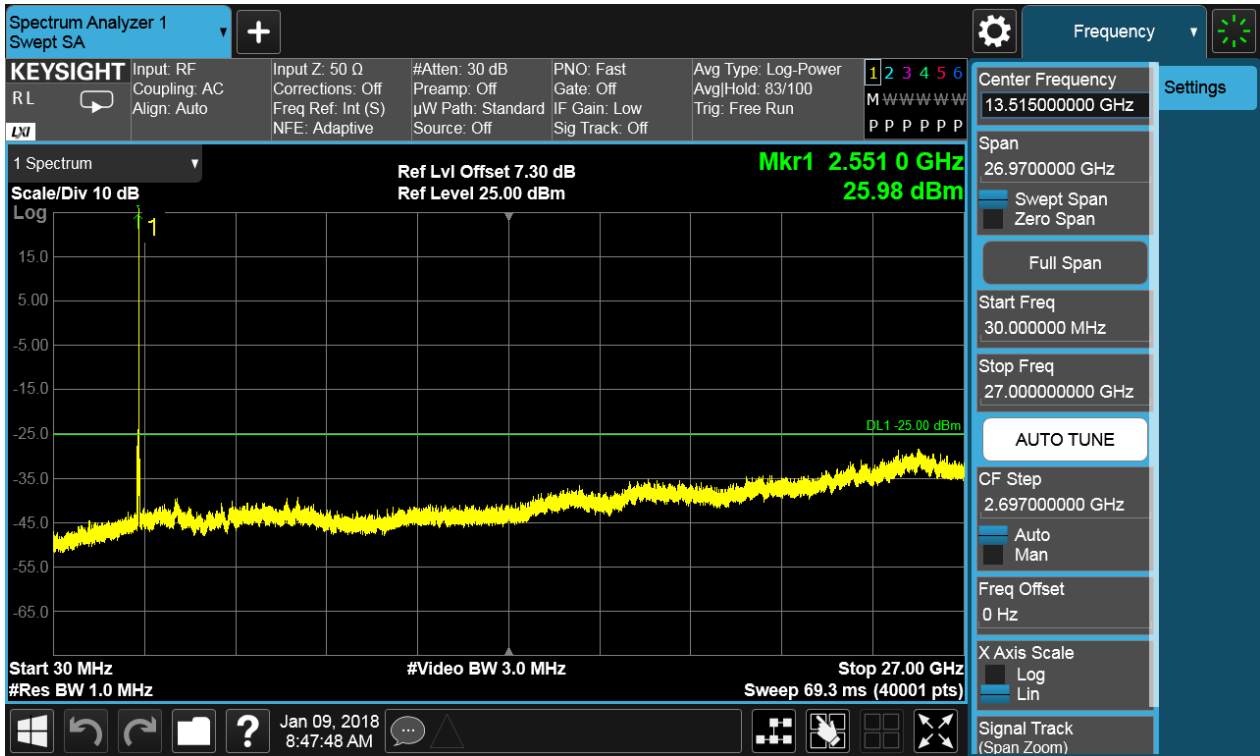 Spectrum Analyzer 1
Swept SA
Frequency
KEYSIGHT
R L
LXI
Input: RF
Coupling: AC
Align: Auto
Input Z: 50 Ω
Corrections: Off
Freq Ref: Int (S)
NFE: Adaptive
#Atten: 30 dB
Preamp: Off
µW Path: Standard
Source: Off
PNO: Fast
Gate: Off
IF Gain: Low
Sig Track: Off
Avg Type: Log-Power
Avg|Hold: 83/100
Trig: Free Run
1 2 3 4 5 6
M W W W W W
P P P P P P
1 Spectrum
Scale/Div 10 dB
Ref Lvl Offset 7.30 dB
Ref Level 25.00 dBm
Mkr1 2.551 0 GHz
25.98 dBm
Log
1
15.0
5.00
-5.00
-15.0
-25.0
-35.0
-45.0
-55.0
-65.0
DL1 -25.00 dBm
Start 30 MHz
#Res BW 1.0 MHz
#Video BW 3.0 MHz
Stop 27.00 GHz
Sweep 69.3 ms (40001 pts)
?
Jan 09, 2018
8:47:48 AM
Center Frequency
13.515000000 GHz
Span
26.9700000 GHz
Swept Span
Zero Span
Full Span
Start Freq
30.000000 MHz
Stop Freq
27.000000000 GHz
AUTO TUNE
CF Step
2.697000000 GHz
Auto
Man
Freq Offset
0 Hz
X Axis Scale
Log
Lin
Signal Track
(Span Zoom)
Settings